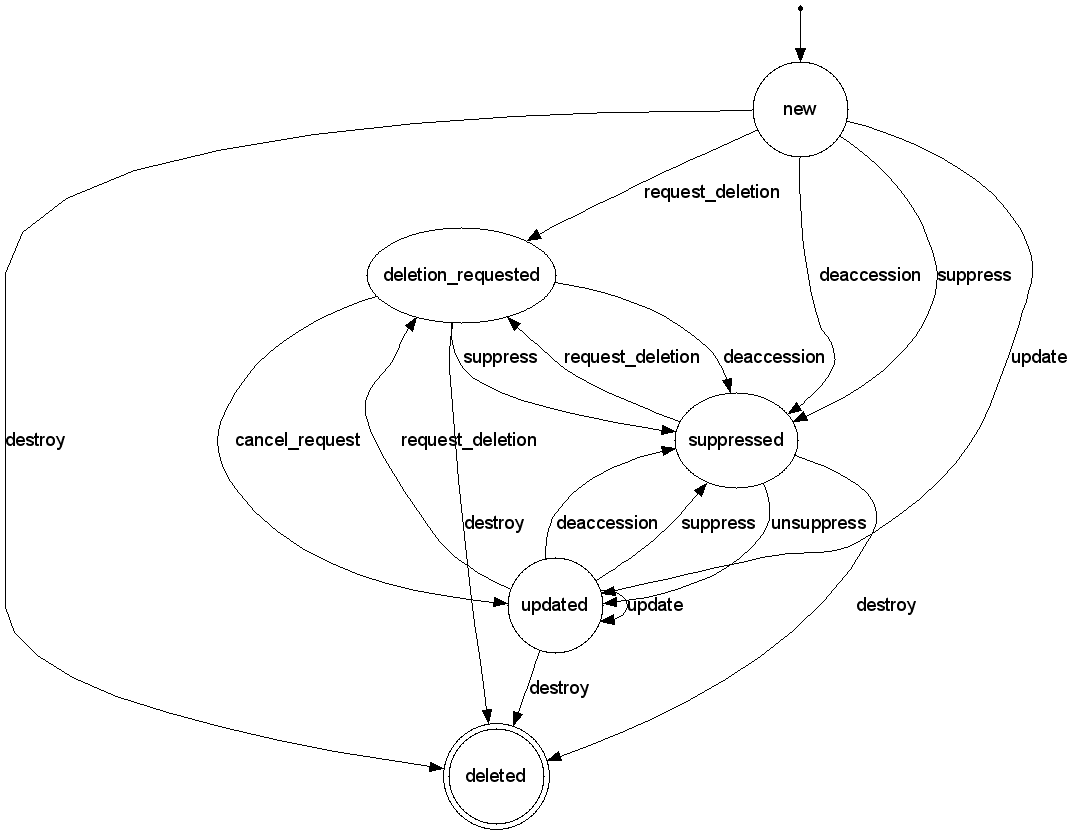 new
request_deletion
deletion_requested
deaccession
suppress
suppress
request_deletion
deaccession
update
destroy
cancel_request
request_deletion
suppressed
destroy
deaccession
suppress
unsuppress
updated
update
destroy
destroy
deleted